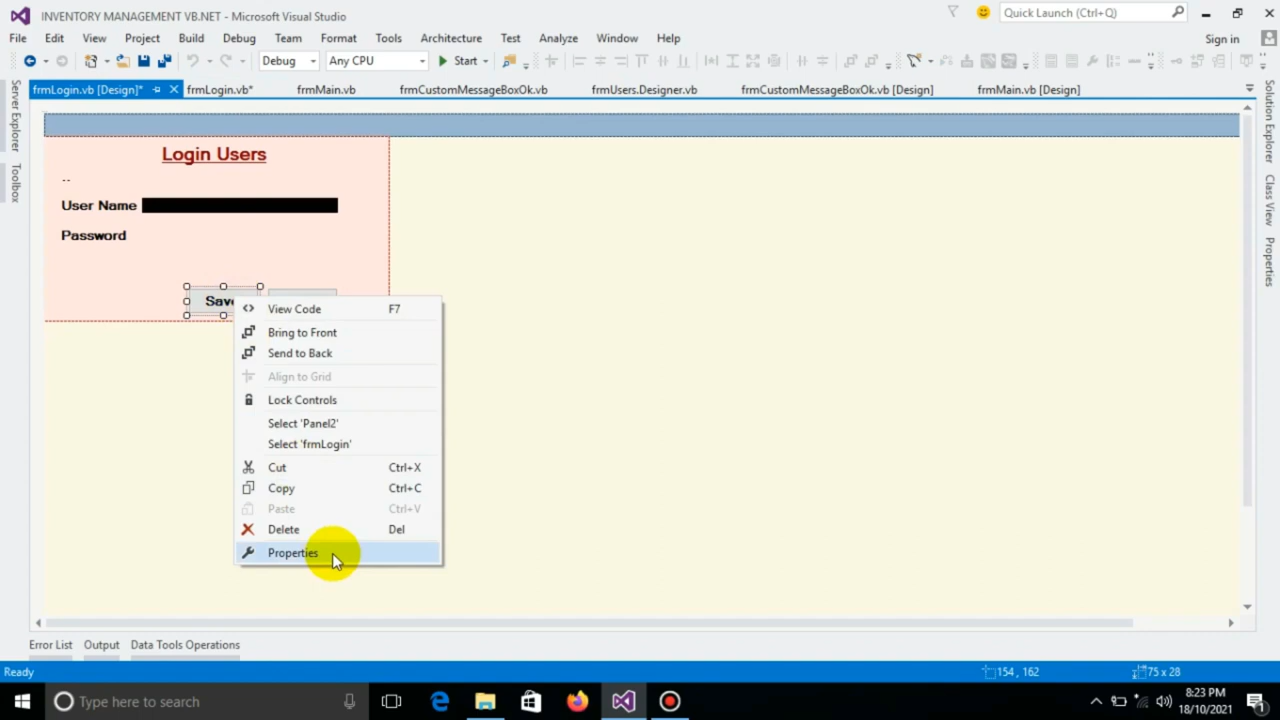 INVENTORY MANAGEMENT VB.NET - Microsoft Visual Studio
Quick Launch (Ctrl+Q)
File Edit View Project Build Debug Team Format Tools Architecture Test Analyze Window Help
Sign in
Debug Any CPU Start
frmLogin.vb [Design]* frmLogin.vb* frmMain.vb frmCustomMessageBoxOk.vb frmUsers.Designer.vb frmCustomMessageBoxOk.vb [Design] frmMain.vb [Design]
Server Explorer
Toolbox
Solution Explorer
Class View
Properties
Login Users
--
User Name
Password
Save
View Code F7
Bring to Front
Send to Back
Align to Grid
Lock Controls
Select 'Panel2'
Select 'frmLogin'
Cut Ctrl+X
Copy Ctrl+C
Paste Ctrl+V
Delete Del
Properties
Error List Output Data Tools Operations
Ready 154 , 162 75 x 28
Type here to search
8:23 PM
18/10/2021
1